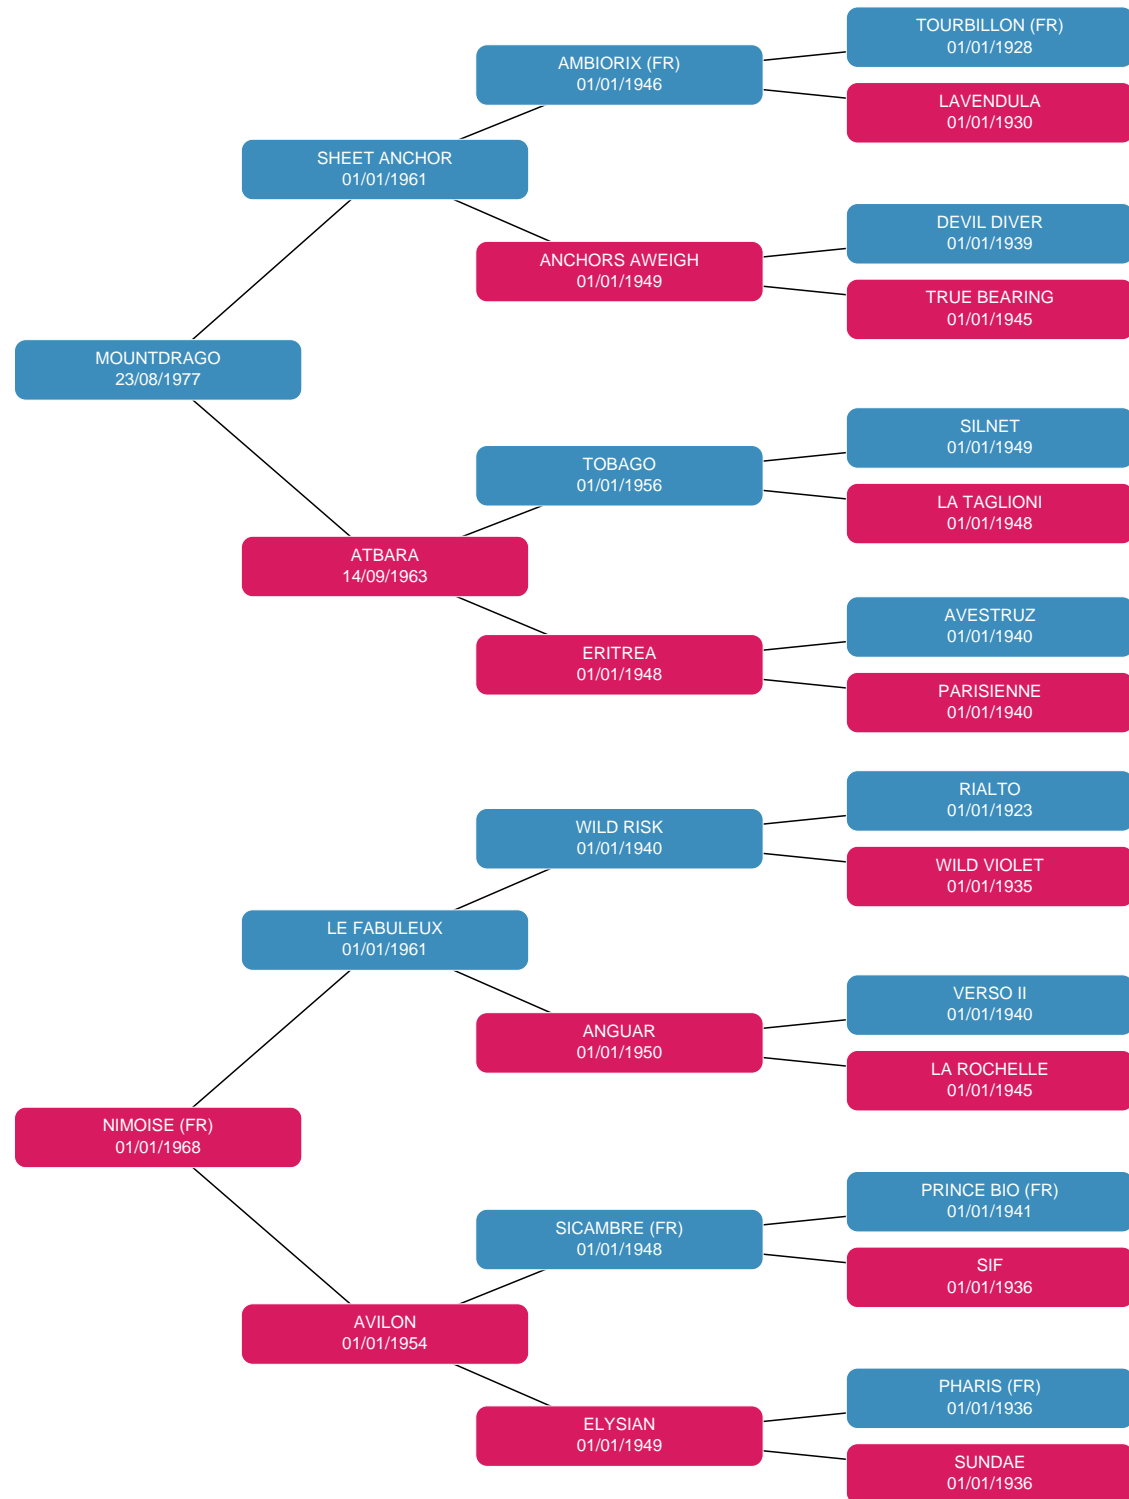 TOURBILLON (FR)
01/01/1928
AMBIORIX (FR)
01/01/1946
LAVENDULA
01/01/1930
SHEET ANCHOR
01/01/1961
DEVIL DIVER
01/01/1939
ANCHORS AWEIGH
01/01/1949
TRUE BEARING
01/01/1945
MOUNTDRAGO
23/08/1977
SILNET
01/01/1949
TOBAGO
01/01/1956
LA TAGLIONI
01/01/1948
ATBARA
14/09/1963
AVESTRUZ
01/01/1940
ERITREA
01/01/1948
PARISIENNE
01/01/1940
RIALTO
01/01/1923
WILD RISK
01/01/1940
WILD VIOLET
01/01/1935
LE FABULEUX
01/01/1961
VERSO II
01/01/1940
ANGUAR
01/01/1950
LA ROCHELLE
01/01/1945
NIMOISE (FR)
01/01/1968
PRINCE BIO (FR)
01/01/1941
SICAMBRE (FR)
01/01/1948
SIF
01/01/1936
AVILON
01/01/1954
PHARIS (FR)
01/01/1936
ELYSIAN
01/01/1949
SUNDAE
01/01/1936